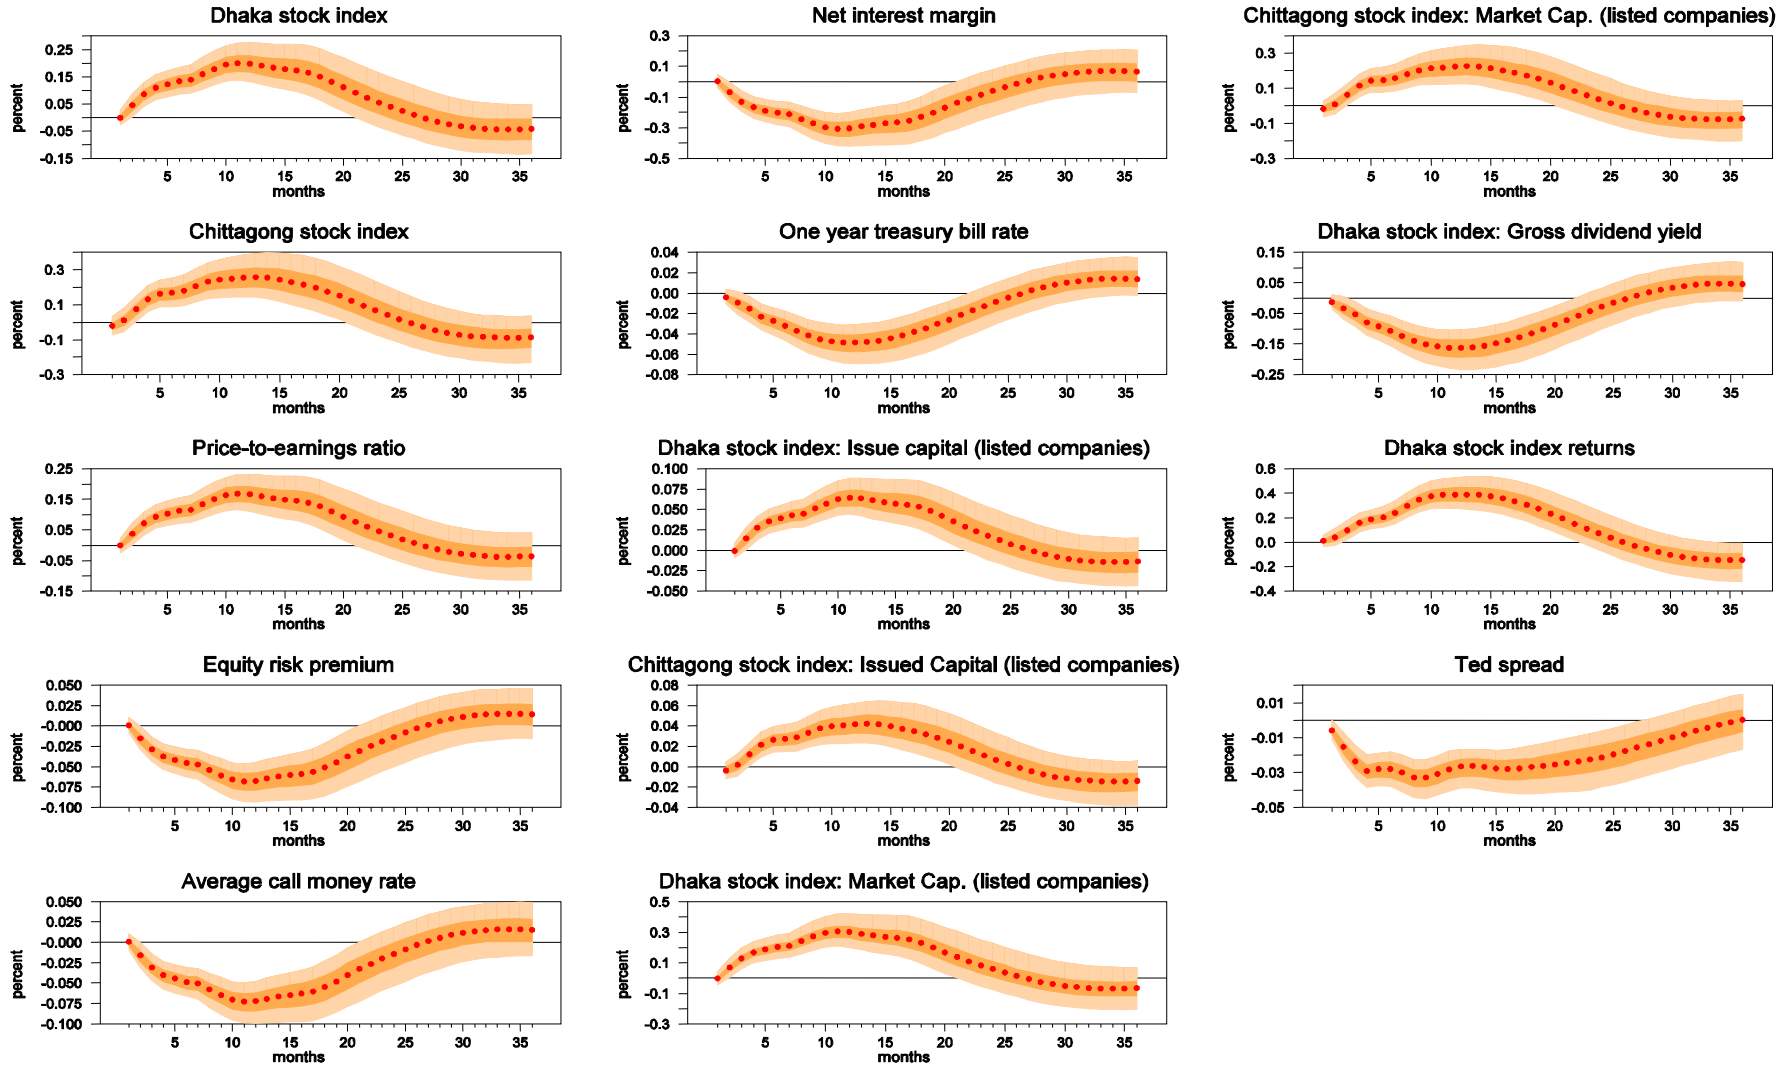 Dhaka stock index
percent
0.25
0.15
0.05
-0.05
-0.15
5 10 15 20 25 30 35
months
Net interest margin
percent
0.3
0.1
-0.1
-0.3
-0.5
5 10 15 20 25 30 35
months
Chittagong stock index: Market Cap. (listed companies)
percent
0.3
0.1
-0.1
-0.3
5 10 15 20 25 30 35
months
Chittagong stock index
percent
0.3
0.1
-0.1
-0.3
5 10 15 20 25 30 35
months
One year treasury bill rate
percent
0.04
0.02
0.00
-0.02
-0.04
-0.06
-0.08
5 10 15 20 25 30 35
months
Dhaka stock index: Gross dividend yield
percent
0.15
0.05
-0.05
-0.15
-0.25
5 10 15 20 25 30 35
months
Price-to-earnings ratio
percent
0.25
0.15
0.05
-0.05
-0.15
5 10 15 20 25 30 35
months
Dhaka stock index: Issue capital (listed companies)
percent
0.100
0.075
0.050
0.025
0.000
-0.025
-0.050
5 10 15 20 25 30 35
months
Dhaka stock index returns
percent
0.6
0.4
0.2
0.0
-0.2
-0.4
5 10 15 20 25 30 35
months
Equity risk premium
percent
0.050
0.025
-0.000
-0.025
-0.050
-0.075
-0.100
5 10 15 20 25 30 35
months
Chittagong stock index: Issued Capital (listed companies)
percent
0.08
0.06
0.04
0.02
0.00
-0.02
-0.04
5 10 15 20 25 30 35
months
Ted spread
percent
0.01
-0.01
-0.03
-0.05
5 10 15 20 25 30 35
months
Average call money rate
percent
0.050
0.025
-0.000
-0.025
-0.050
-0.075
-0.100
5 10 15 20 25 30 35
months
Dhaka stock index: Market Cap. (listed companies)
percent
0.5
0.3
0.1
-0.1
-0.3
5 10 15 20 25 30 35
months